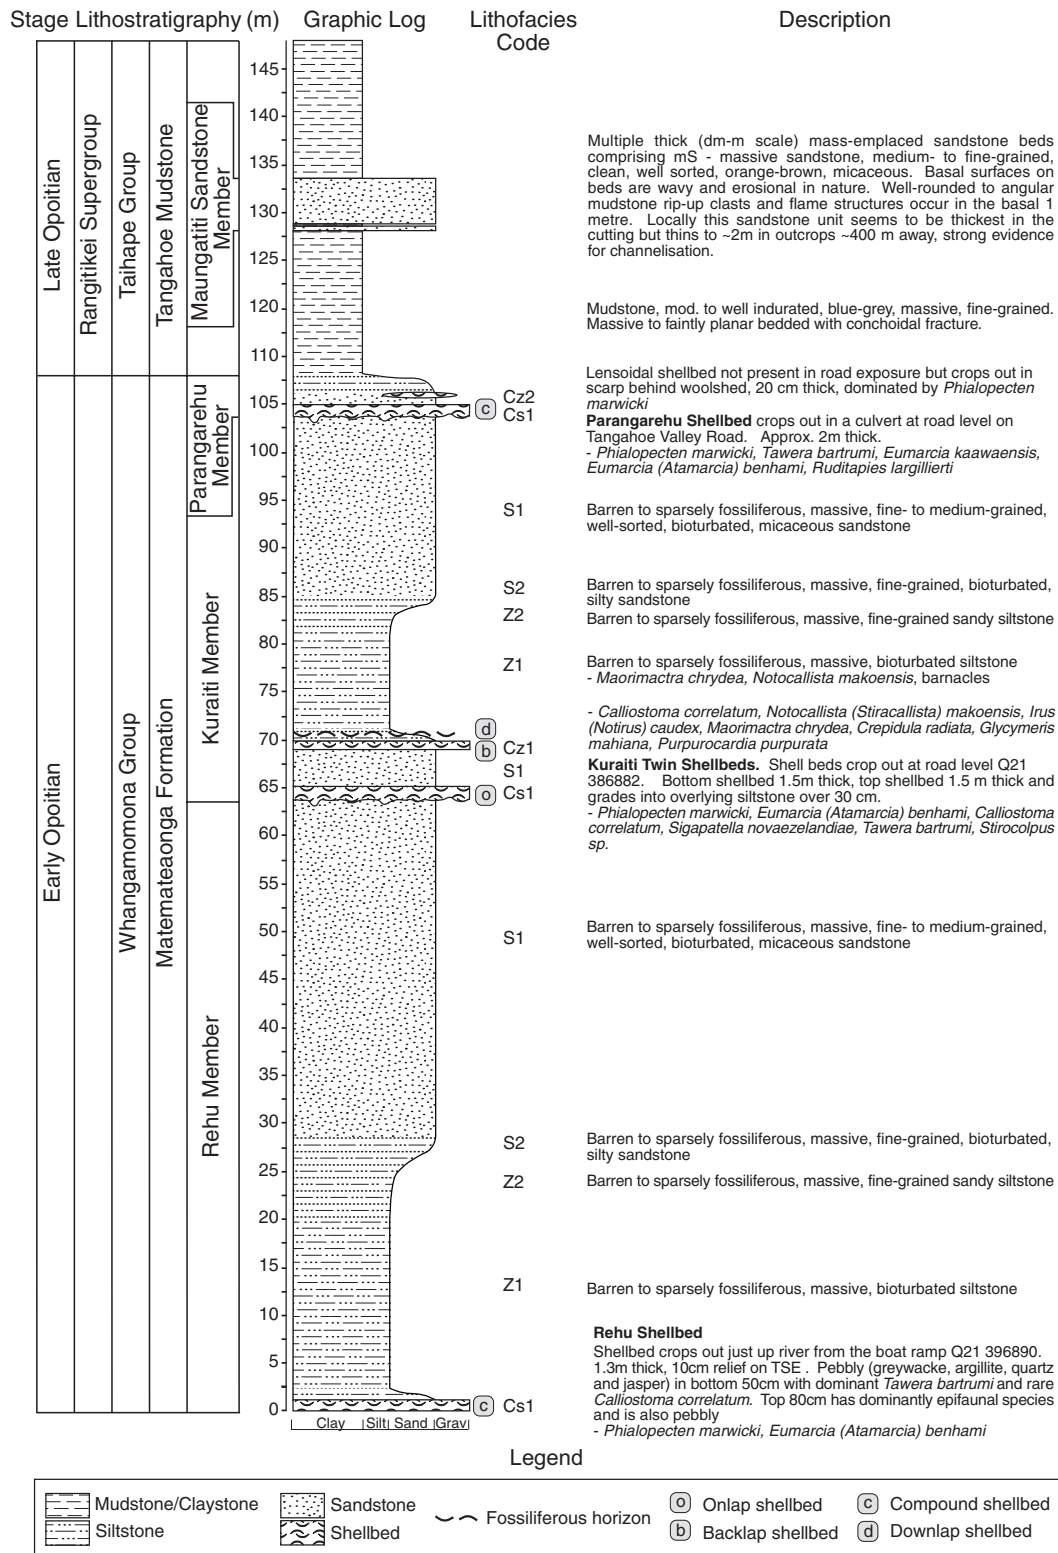 Stage Lithostratigraphy (m) Graphic Log Lithofacies Code Description
Late Opoitian
Early Opoitian
Rangitikei Supergroup
Taihape Group
Whangamomona Group
Tangahoe Mudstone
Matemateaonga Formation
Maungatiti Sandstone
Member
Parangarehu
Member
Kuraiti Member
Rehu Member
145
140
135
130
125
120
110
105
100
95
90
85
80
75
70
65
60
55
50
45
40
35
30
25
20
15
10
5
0
Clay Silt Sand Grav
Multiple thick (dm-m scale) mass-emplaced sandstone beds
comprising mS - massive sandstone, medium- to fine-grained,
clean, well sorted, orange-brown, micaceous. Basal surfaces on
beds are wavy and erosional in nature. Well-rounded to angular
mudstone rip-up clasts and flame structures occur in the basal 1
metre. Locally this sandstone unit seems to be thickest in the
cutting but thins to ~2m in outcrops ~400 m away, strong evidence
for channelisation.
Mudstone, mod. to well indurated, blue-grey, massive, fine-grained.
Massive to faintly planar bedded with conchoidal fracture.
Lensoidal shellbed not present in road exposure but crops out in
scarp behind woolshed, 20 cm thick, dominated by Phialopecten
marwicki
Cz2
c Cs1
Parangarehu Shellbed crops out in a culvert at road level on
Tangahoe Valley Road. Approx. 2m thick.
- Phialopecten marwicki, Tawera bartrumi, Eumarcia kaawaensis,
Eumarcia (Atamarcia) benhami, Ruditapies largillierti
S1 Barren to sparsely fossiliferous, massive, fine- to medium-grained,
well-sorted, bioturbated, micaceous sandstone
S2 Barren to sparsely fossiliferous, massive, fine-grained, bioturbated,
silty sandstone
Z2 Barren to sparsely fossiliferous, massive, fine-grained sandy siltstone
Z1 Barren to sparsely fossiliferous, massive, bioturbated siltstone
- Maorimactra chrydea, Notocallista makoensis, barnacles
d
- Calliostoma correlatum, Notocallista (Stiracallista) makoensis, Irus
(Notirus) caudex, Maorimactra chrydea, Crepidula radiata, Glycymeris
mahiana, Purpurocardia purpurata
b Cz1
S1
o Cs1
Kuraiti Twin Shellbeds. Shell beds crop out at road level Q21
386882. Bottom shellbed 1.5m thick, top shellbed 1.5 m thick and
grades into overlying siltstone over 30 cm.
- Phialopecten marwicki, Eumarcia (Atamarcia) benhami, Calliostoma
correlatum, Sigapatella novaezelandiae, Tawera bartrumi, Stirocolpus
sp.
S1 Barren to sparsely fossiliferous, massive, fine- to medium-grained,
well-sorted, bioturbated, micaceous sandstone
S2 Barren to sparsely fossiliferous, massive, fine-grained, bioturbated,
silty sandstone
Z2 Barren to sparsely fossiliferous, massive, fine-grained sandy siltstone
Z1 Barren to sparsely fossiliferous, massive, bioturbated siltstone
Rehu Shellbed
Shellbed crops out just up river from the boat ramp Q21 396890.
1.3m thick, 10cm relief on TSE . Pebbly (greywacke, argillite, quartz
and jasper) in bottom 50cm with dominant Tawera bartrumi and rare
Calliostoma correlatum. Top 80cm has dominantly epifaunal species
and is also pebbly
- Phialopecten marwicki, Eumarcia (Atamarcia) benhami
c Cs1
Legend
Mudstone/Claystone
Siltstone
Sandstone
Shellbed
Fossiliferous horizon
o Onlap shellbed
b Backlap shellbed
c Compound shellbed
d Downlap shellbed